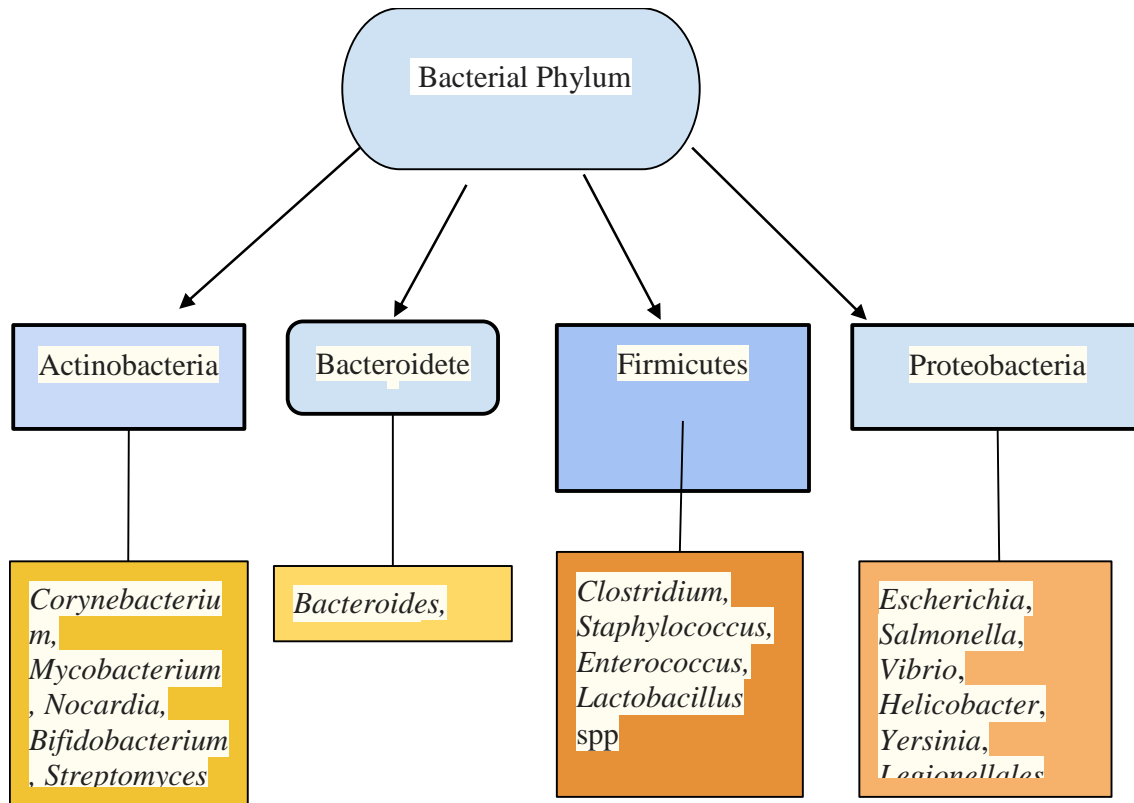 Bacterial Phylum
Actinobacteria
Bacteroidete
Firmicutes
Proteobacteria
Corynebacteriu
m,
Mycobacterium
, Nocardia,
Bifidobacterium
, Streptomyces
Bacteroides,
Clostridium,
Staphylococcus,
Enterococcus,
Lactobacillus
spp
Escherichia,
Salmonella,
Vibrio,
Helicobacter,
Yersinia,
Legionellales